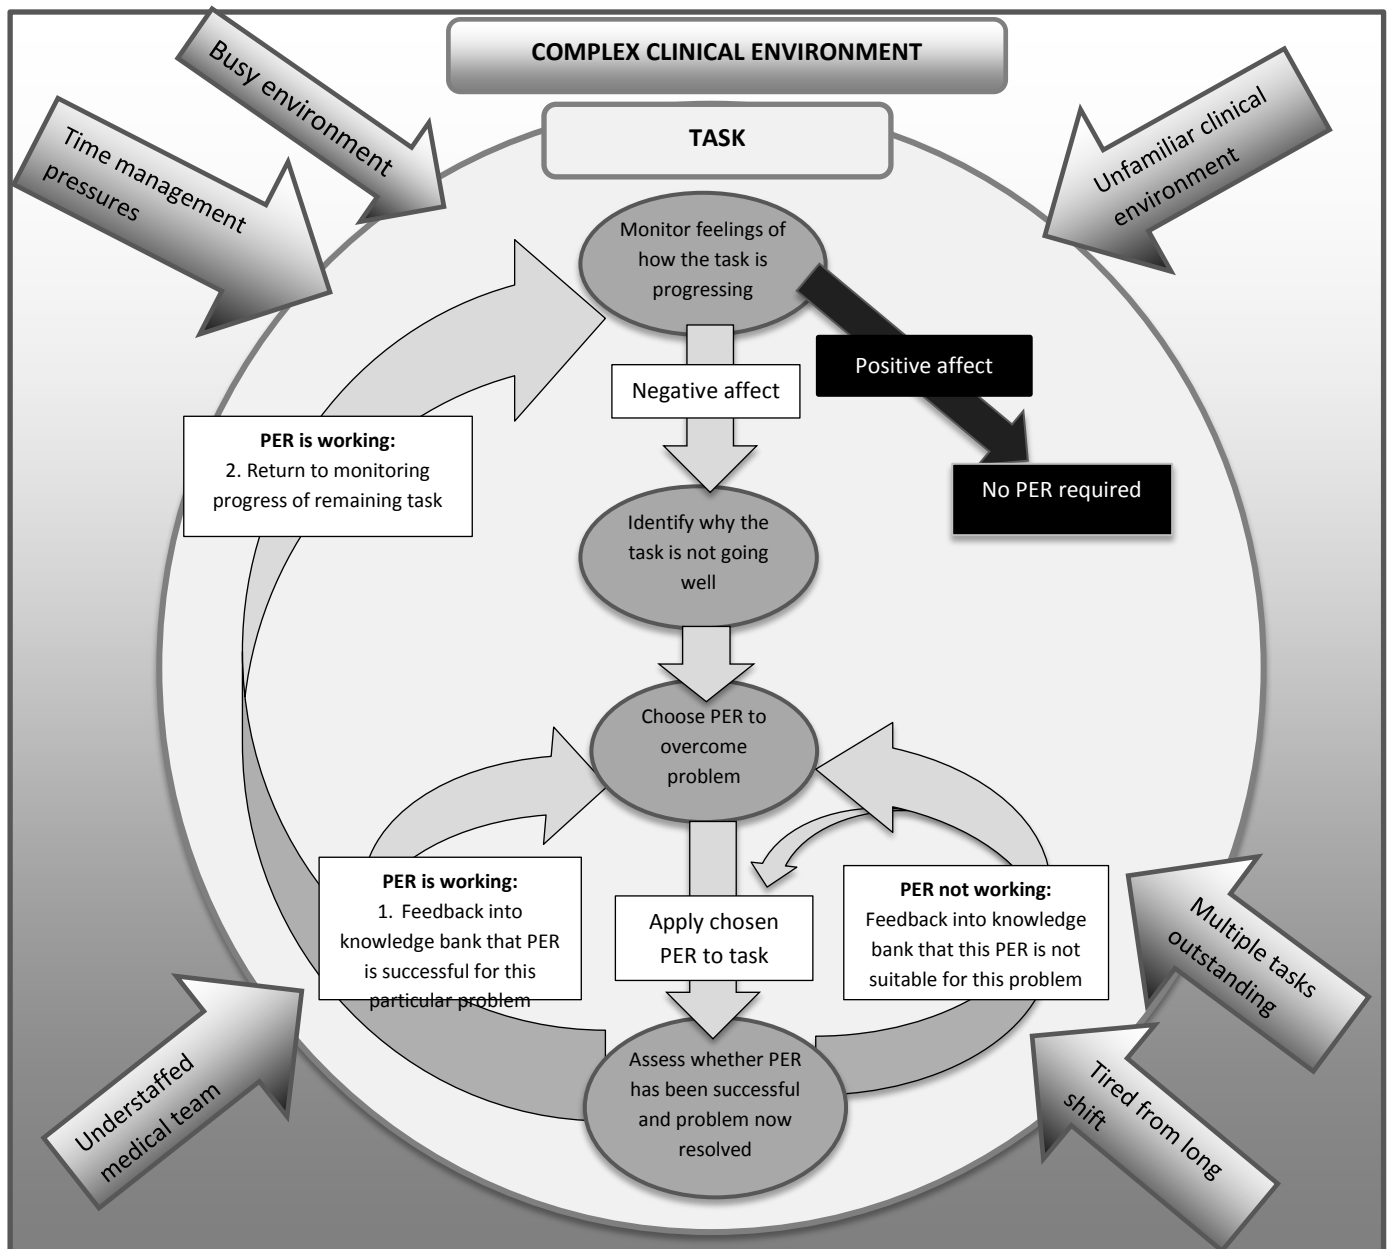 COMPLEX CLINICAL ENVIRONMENT
TASK
Busy environment
Time management
pressures
Unfamiliar clinical
environment
Monitor feelings of
how the task is
progressing
Positive affect
Negative affect
No PER required
PER is working:
2. Return to monitoring
progress of remaining task
Identify why the
task is not going
well
Choose PER to
overcome
problem
PER is working:
1. Feedback into
knowledge bank that PER
is successful for this
particular problem
Apply chosen
PER to task
PER not working:
Feedback into knowledge
bank that this PER is not
suitable for this problem
Multiple tasks
outstanding
Assess whether PER
has been successful
and problem now
resolved
Understaffed
medical team
Tired from long
shift